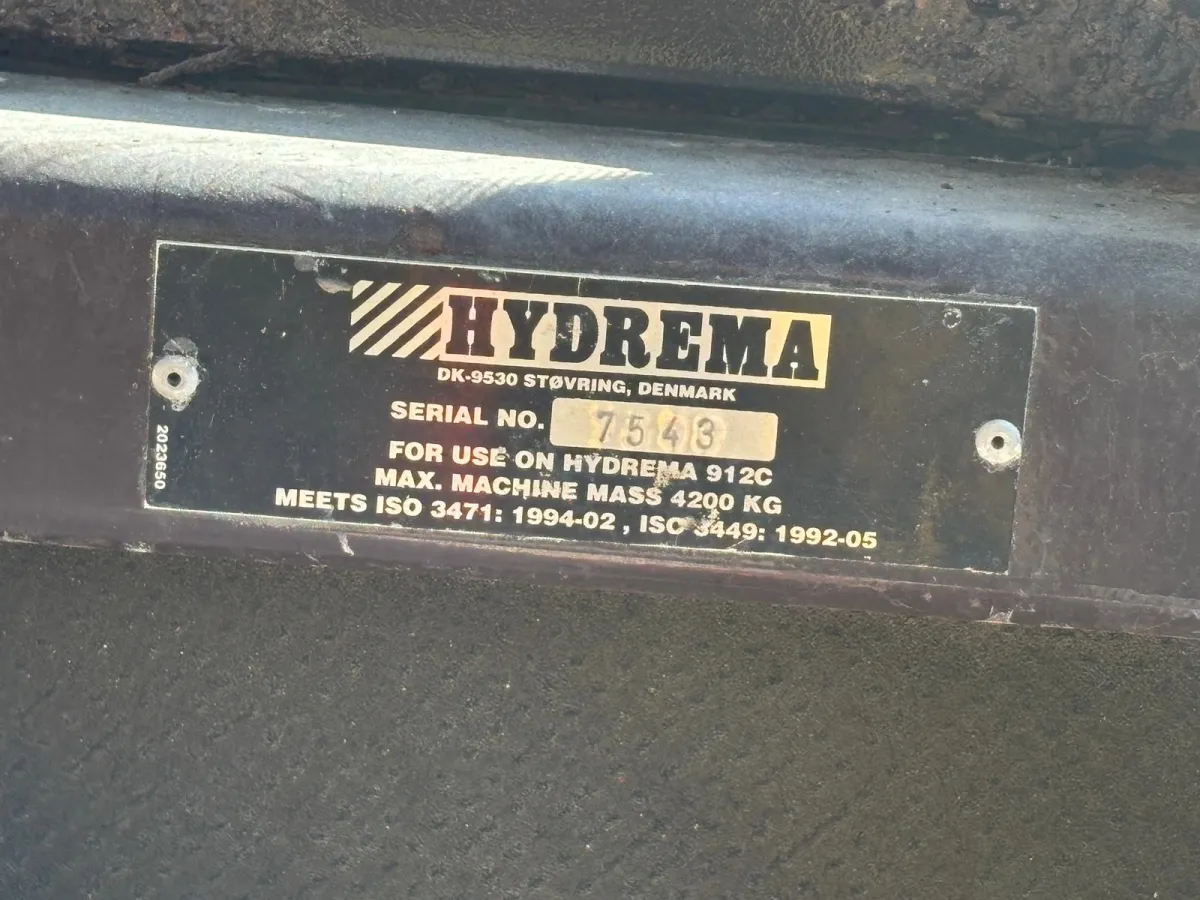 HYDREMA
DK-9530 STØVRING, DENMARK
SERIAL NO. 7543
FOR USE ON HYDREMA 912C
MAX. MACHINE MASS 4200 KG
MEETS ISO 3471: 1994-02 , ISO 3449: 1992-05
2023650